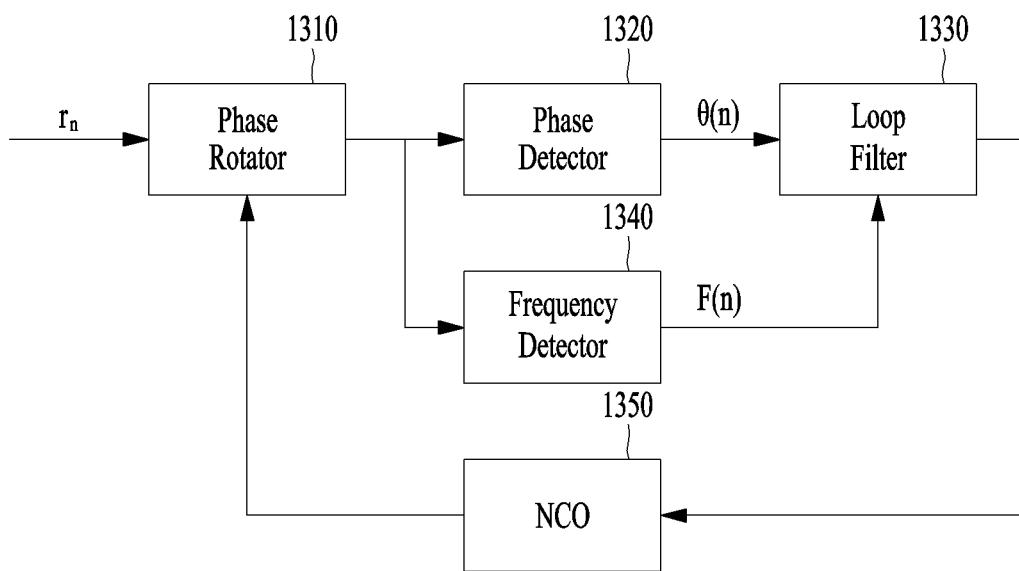 1310
1320
1330
r_n
Phase
Rotator
Phase
Detector
θ(n)
Loop
Filter
1340
Frequency
Detector
F(n)
1350
NCO